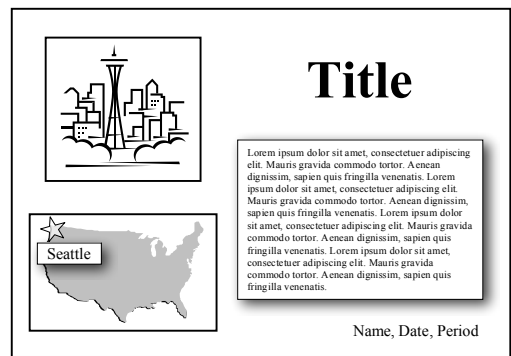 Title
Lorem ipsum dolor sit amet, consectetuer adipiscing
elit. Mauris gravida commodo tortor. Aenean
dignissim, sapien quis fringilla venenatis. Lorem
ipsum dolor sit amet, consectetuer adipiscing elit.
Mauris gravida commodo tortor. Aenean dignissim,
sapien quis fringilla venenatis. Lorem ipsum dolor
sit amet, consectetuer adipiscing elit. Mauris gravida
commodo tortor. Aenean dignissim, sapien quis
fringilla venenatis. Lorem ipsum dolor sit amet,
consectetuer adipiscing elit. Mauris gravida
commodo tortor. Aenean dignissim, sapien quis
fringilla venenatis.
Seattle
Name, Date, Period